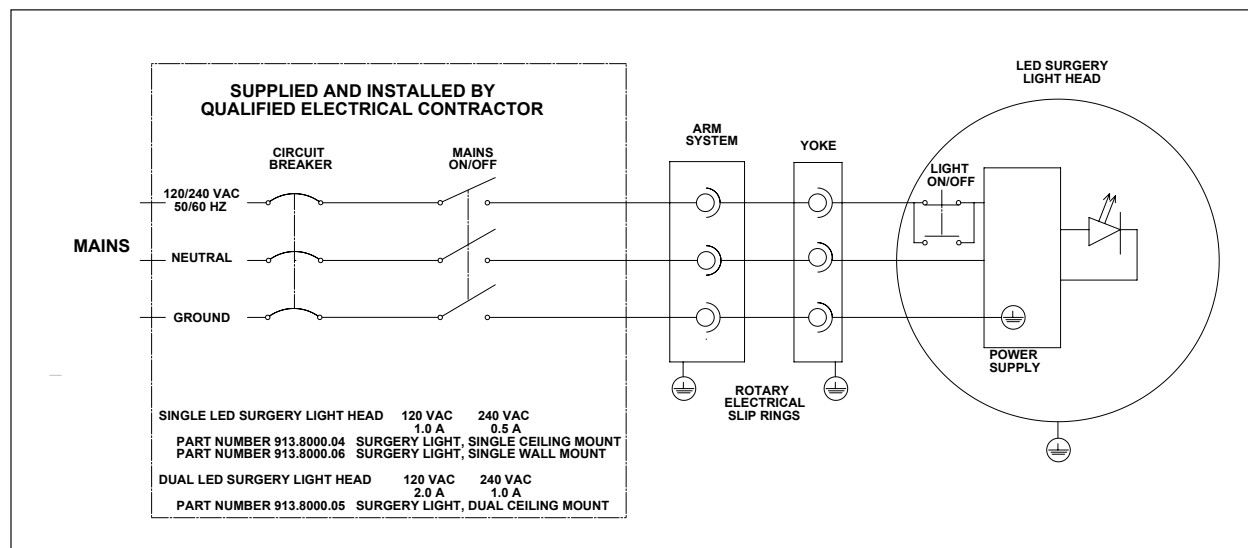 SUPPLIED AND INSTALLED BY
QUALIFIED ELECTRICAL CONTRACTOR
CIRCUIT
BREAKER
MAINS
ON/OFF
ARM
SYSTEM
YOKE
LED SURGERY
LIGHT HEAD
LIGHT
ON/OFF
120/240 VAC
50/60 HZ
MAINS
NEUTRAL
GROUND
POWER
SUPPLY
ROTARY
ELECTRICAL
SLIP RINGS
SINGLE LED SURGERY LIGHT HEAD 120 VAC 240 VAC
1.0 A 0.5 A
PART NUMBER 913.8000.04 SURGERY LIGHT, SINGLE CEILING MOUNT
PART NUMBER 913.8000.06 SURGERY LIGHT, SINGLE WALL MOUNT
DUAL LED SURGERY LIGHT HEAD 120 VAC 240 VAC
2.0 A 1.0 A
PART NUMBER 913.8000.05 SURGERY LIGHT, DUAL CEILING MOUNT